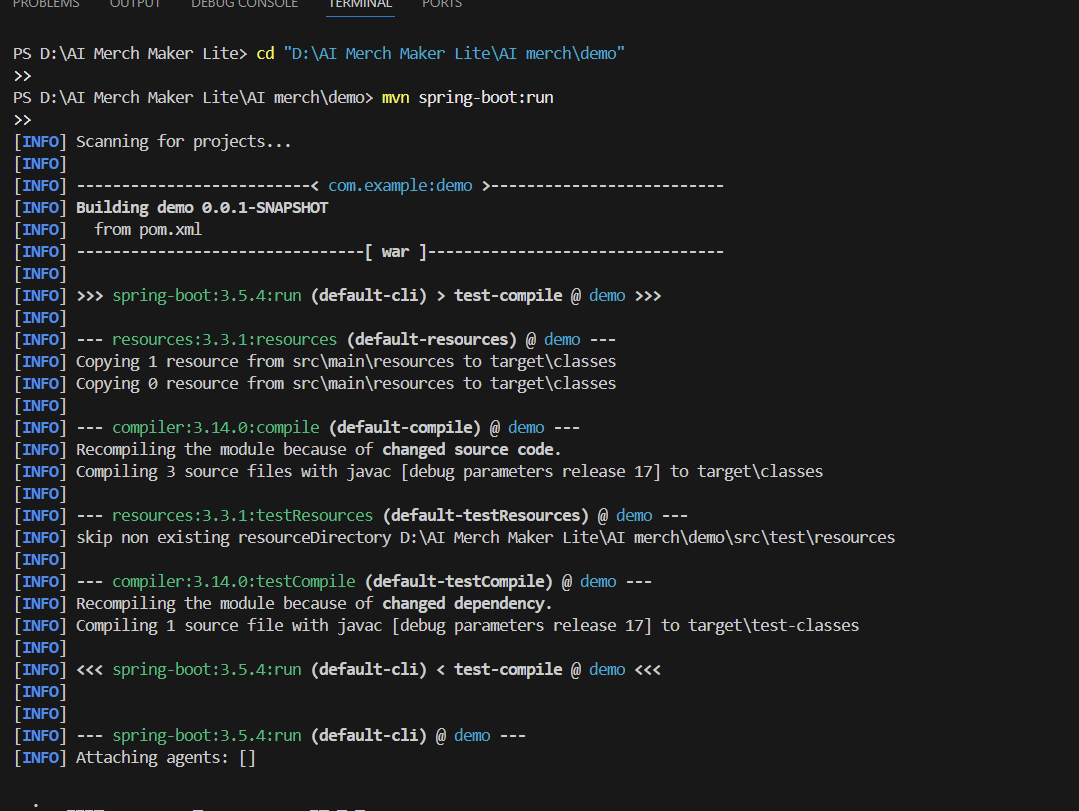 PROBLEMS OUTPUT DEBUG CONSOLE TERMINAL PORTS
PS D:\AI Merch Maker Lite> cd "D:\AI Merch Maker Lite\AI merch\demo"
>>
PS D:\AI Merch Maker Lite\AI merch\demo> mvn spring-boot:run
>>
[INFO] Scanning for projects...
[INFO]
[INFO] --------------------------< com.example:demo >--------------------------
[INFO] Building demo 0.0.1-SNAPSHOT
[INFO]   from pom.xml
[INFO] --------------------------------[ war ]---------------------------------
[INFO]
[INFO] >>> spring-boot:3.5.4:run (default-cli) > test-compile @ demo >>>
[INFO]
[INFO] --- resources:3.3.1:resources (default-resources) @ demo ---
[INFO] Copying 1 resource from src\main\resources to target\classes
[INFO] Copying 0 resource from src\main\resources to target\classes
[INFO]
[INFO] --- compiler:3.14.0:compile (default-compile) @ demo ---
[INFO] Recompiling the module because of changed source code.
[INFO] Compiling 3 source files with javac [debug parameters release 17] to target\classes
[INFO]
[INFO] --- resources:3.3.1:testResources (default-testResources) @ demo ---
[INFO] skip non existing resourceDirectory D:\AI Merch Maker Lite\AI merch\demo\src\test\resources
[INFO]
[INFO] --- compiler:3.14.0:testCompile (default-testCompile) @ demo ---
[INFO] Recompiling the module because of changed dependency.
[INFO] Compiling 1 source file with javac [debug parameters release 17] to target\test-classes
[INFO]
[INFO] <<< spring-boot:3.5.4:run (default-cli) < test-compile @ demo <<<
[INFO]
[INFO]
[INFO] --- spring-boot:3.5.4:run (default-cli) @ demo ---
[INFO] Attaching agents: []